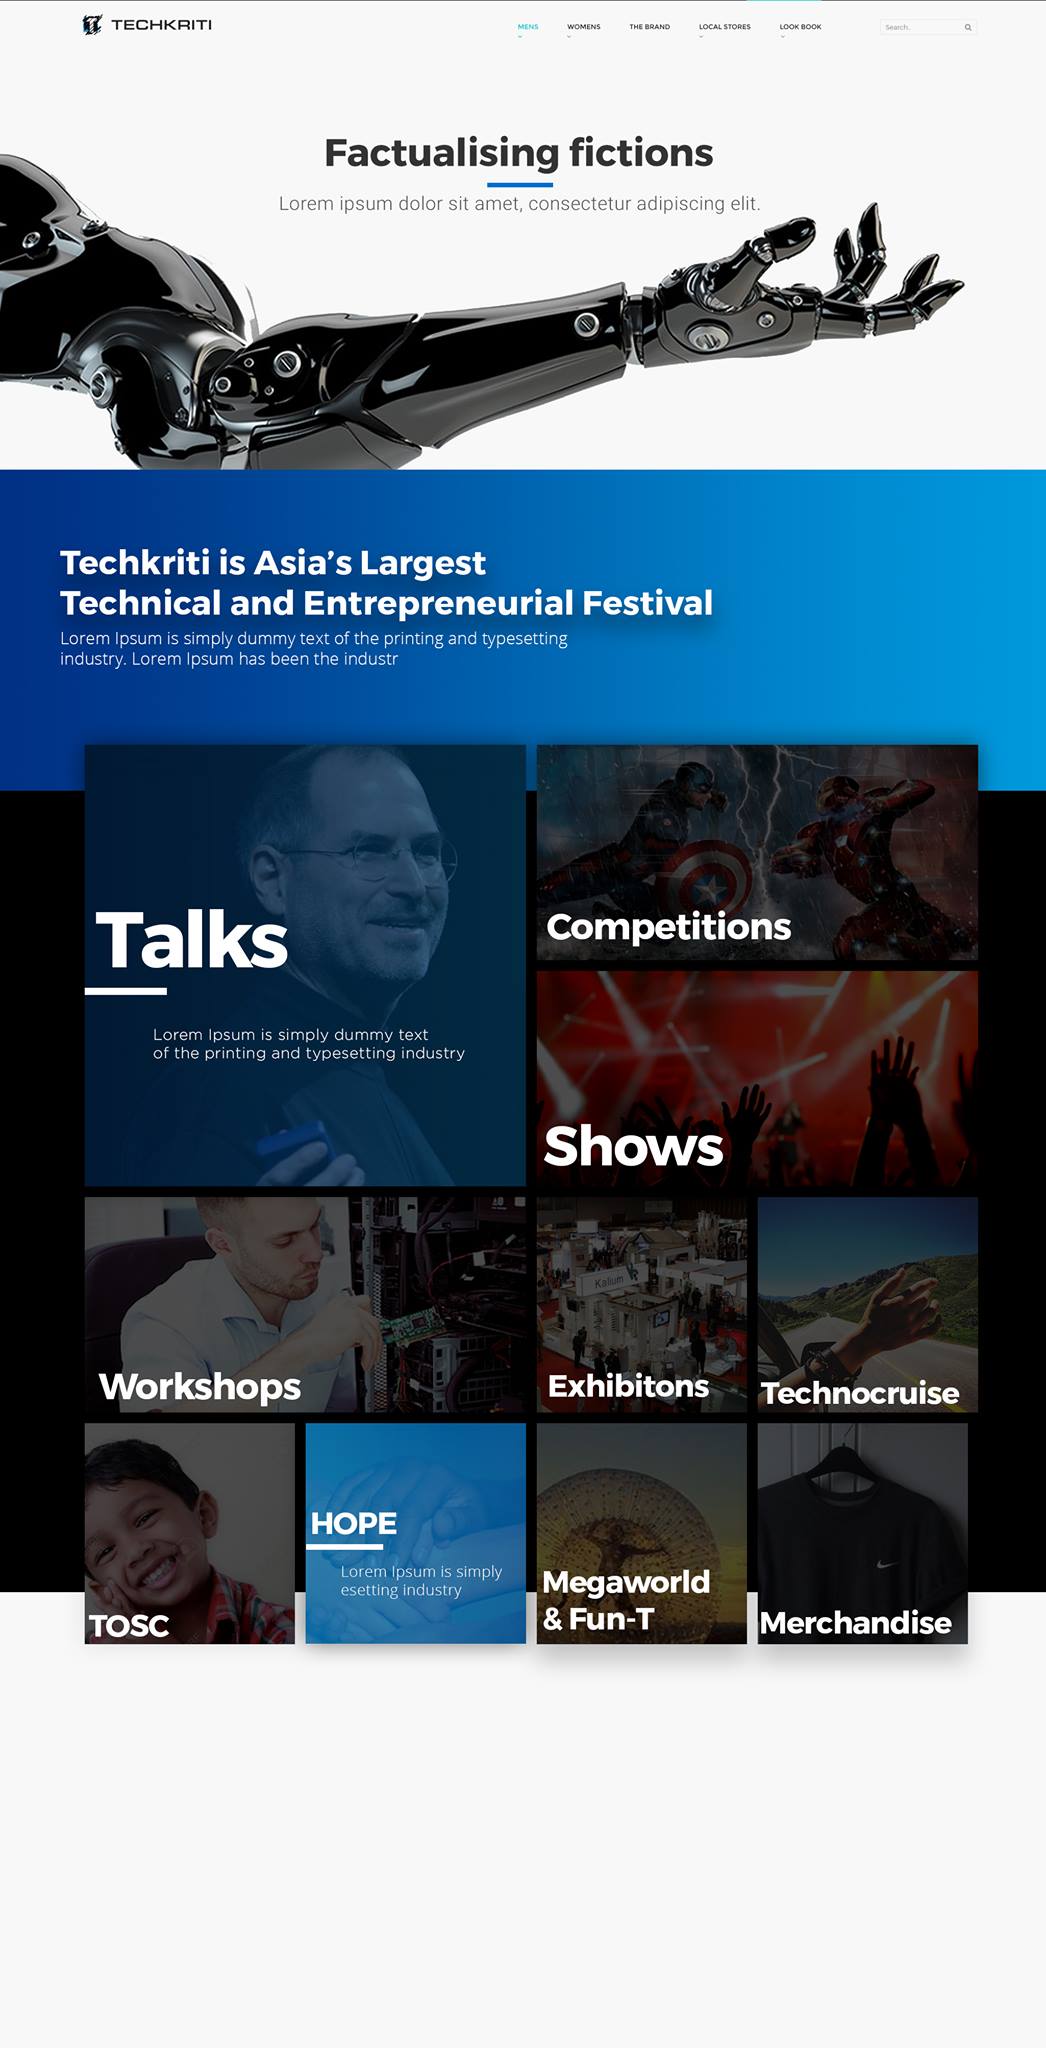 TECHKRITI
MENS
WOMENS
THE BRAND
LOCAL STORES
LOOK BOOK
Search..
Factualising fictions
Lorem ipsum dolor sit amet, consectetur adipiscing elit.
Techkriti is Asia's Largest
Technical and Entrepreneurial Festival
Lorem Ipsum is simply dummy text of the printing and typesetting
industry. Lorem Ipsum has been the industr
Talks
Lorem Ipsum is simply dummy text
of the printing and typesetting industry
Competitions
Shows
Workshops
Kalium
Exhibitons
Technocruise
TOSC
HOPE
Lorem Ipsum is simply
esetting industry
Megaworld
& Fun-T
Merchandise